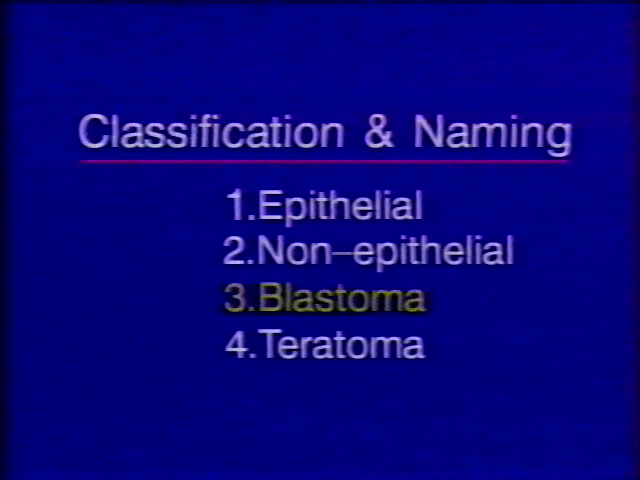 Classification & Naming
1.Epithelial
2.Non-epithelial
3.Blastoma
4.Teratoma